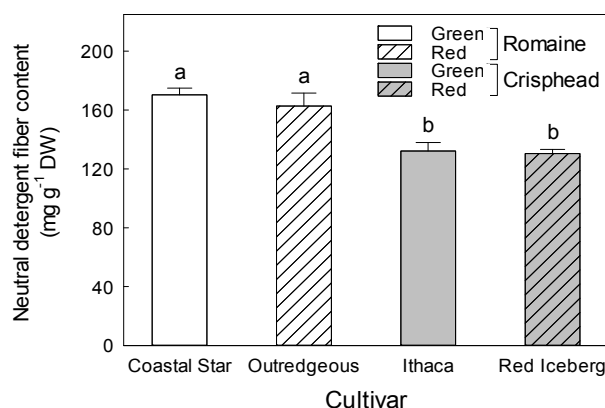 Neutral detergent fiber content
(mg g⁻¹ DW)
200
160
120
80
40
0
a
a
b
b
Green
Red
Romaine
Green
Red
Crisphead
Coastal Star
Outredgeous
Ithaca
Red Iceberg
Cultivar